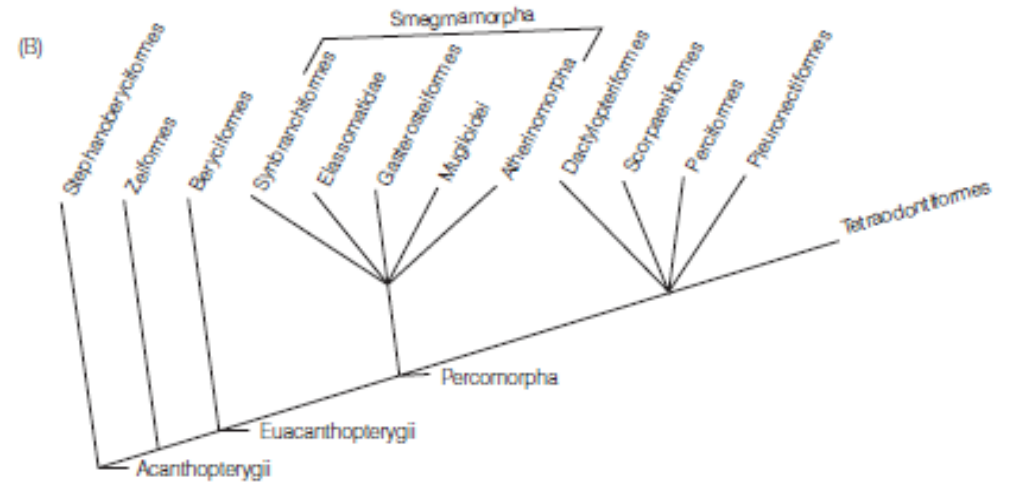 (B)
Smegmamorpha
Stephanoberyciformes
Zeiformes
Beryciformes
Synbranchiformes
Elassomatidae
Gasterosteiformes
Mugiloidei
Atherinomorpha
Dactylopteriformes
Scorpaeniformes
Perciformes
Pleuronectiformes
Tetraodontiformes
Percomorpha
Euacanthopterygii
Acanthopterygii